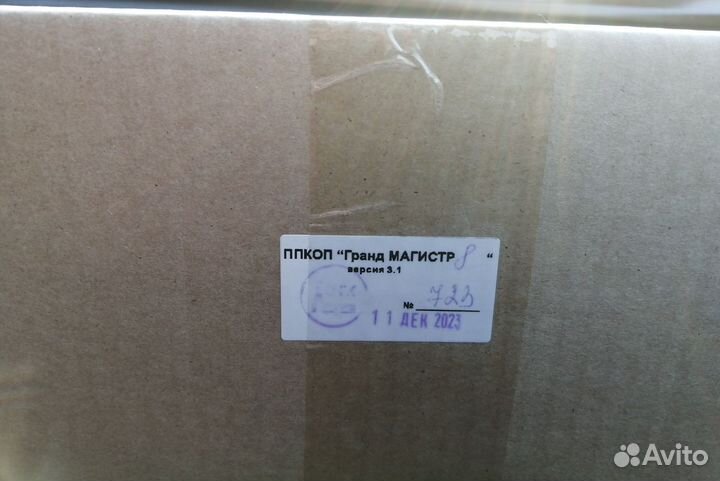 ППКОП “Гранд МАГИСТР 8 “
версия 3.1
№ 723
11 ДЕК 2023
Avito